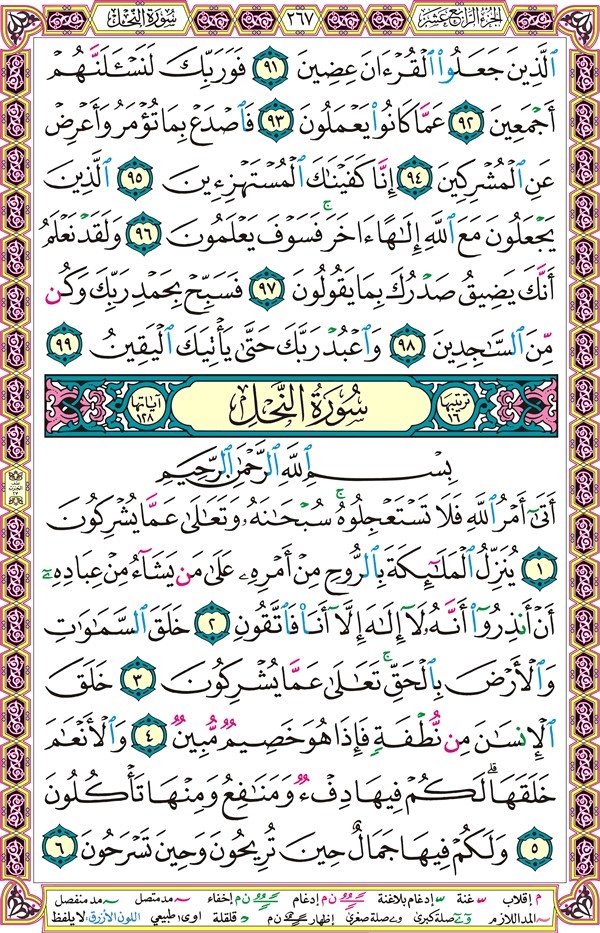 سورة النحل ٢٦٧ الجزء الرابع عشر
ٱلَّذِينَ جَعَلُوا۟ ٱلْقُرْءَانَ عِضِينَ ٩١ فَوَرَبِّكَ لَنَسْـَٔلَنَّهُمْ
أَجْمَعِينَ ٩٢ عَمَّا كَانُوا۟ يَعْمَلُونَ ٩٣ فَٱصْدَعْ بِمَا تُؤْمَرُ وَأَعْرِضْ
عَنِ ٱلْمُشْرِكِينَ ٩٤ إِنَّا كَفَيْنَٰكَ ٱلْمُسْتَهْزِءِينَ ٩٥ ٱلَّذِينَ
يَجْعَلُونَ مَعَ ٱللَّهِ إِلَٰهًا ءَاخَرَ ۚ فَسَوْفَ يَعْلَمُونَ ٩٦ وَلَقَدْ نَعْلَمُ
أَنَّكَ يَضِيقُ صَدْرُكَ بِمَا يَقُولُونَ ٩٧ فَسَبِّحْ بِحَمْدِ رَبِّكَ وَكُن
مِّنَ ٱلسَّٰجِدِينَ ٩٨ وَٱعْبُدْ رَبَّكَ حَتَّىٰ يَأْتِيَكَ ٱلْيَقِينُ ٩٩
ترتيبها ١٦ سورة النحل آياتها ١٢٨
بِسْمِ ٱللَّهِ ٱلرَّحْمَٰنِ ٱلرَّحِيمِ
أَتَىٰٓ أَمْرُ ٱللَّهِ فَلَا تَسْتَعْجِلُوهُ ۚ سُبْحَٰنَهُۥ وَتَعَٰلَىٰ عَمَّا يُشْرِكُونَ
١ يُنَزِّلُ ٱلْمَلَٰٓئِكَةَ بِٱلرُّوحِ مِنْ أَمْرِهِۦ عَلَىٰ مَن يَشَآءُ مِنْ عِبَادِهِۦٓ
أَنْ أَنذِرُوٓا۟ أَنَّهُۥ لَآ إِلَٰهَ إِلَّآ أَنَا۠ فَٱتَّقُونِ ٢ خَلَقَ ٱلسَّمَٰوَٰتِ
وَٱلْأَرْضَ بِٱلْحَقِّ ۚ تَعَٰلَىٰ عَمَّا يُشْرِكُونَ ٣ خَلَقَ
ٱلْإِنسَٰنَ مِن نُّطْفَةٍ فَإِذَا هُوَ خَصِيمٌ مُّبِينٌ ٤ وَٱلْأَنْعَٰمَ
خَلَقَهَا ۗ لَكُمْ فِيهَا دِفْءٌ وَمَنَٰفِعُ وَمِنْهَا تَأْكُلُونَ
٥ وَلَكُمْ فِيهَا جَمَالٌ حِينَ تُرِيحُونَ وَحِينَ تَسْرَحُونَ ٦
م إقلاب غنة إدغام بلاغنة ن م إدغام ن م إخفاء مد متصل مد منفصل
المد اللازم صلة كبرى صلة صغرى إظهار ن م قلقلة اوى طبيعي اللون الأزرق لا يلفظ